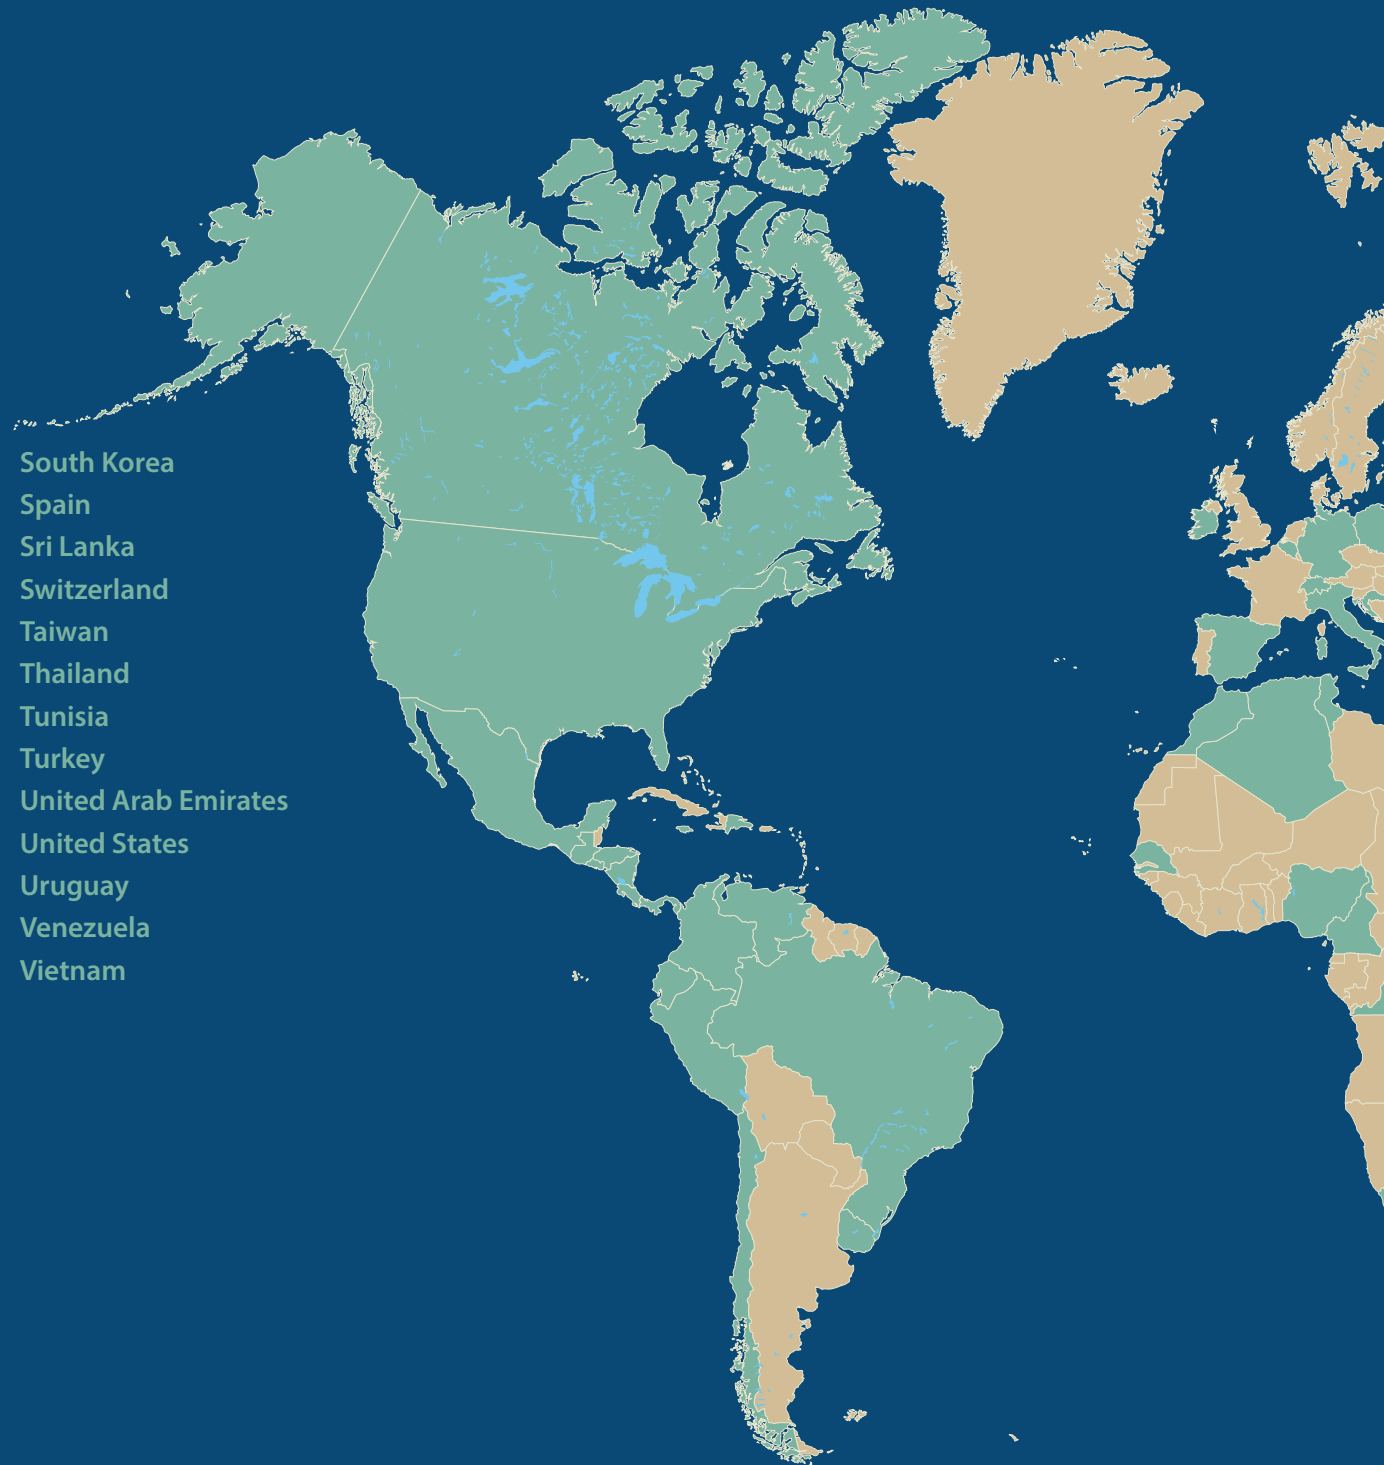 South Korea
Spain
Sri Lanka
Switzerland
Taiwan
Thailand
Tunisia
Turkey
United Arab Emirates
United States
Uruguay
Venezuela
Vietnam